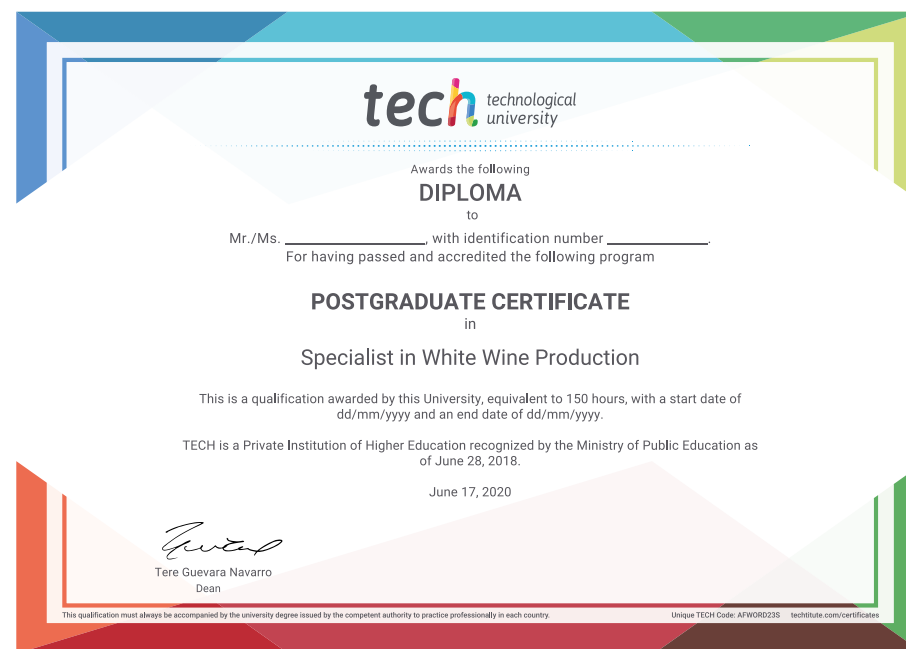 tech technological
university
Awards the following
DIPLOMA
to
Mr./Ms. ____________________, with identification number ______________.
For having passed and accredited the following program
POSTGRADUATE CERTIFICATE
in
Specialist in White Wine Production
This is a qualification awarded by this University, equivalent to 150 hours, with a start date of
dd/mm/yyyy and an end date of dd/mm/yyyy.
TECH is a Private Institution of Higher Education recognized by the Ministry of Public Education as
of June 28, 2018.
June 17, 2020
Tere Guevara Navarro
Dean
This qualification must always be accompanied by the university degree issued by the competent authority to practice professionally in each country.
Unique TECH Code: AFWORD23S techtitute.com/certificates